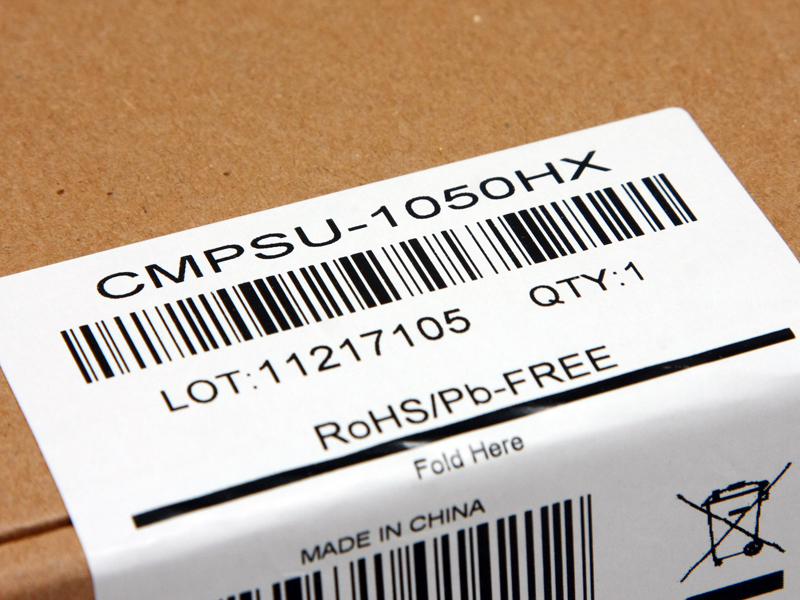 CMPSU-1050HX
LOT:11217105 QTY:1
RoHS/Pb-FREE
Fold Here
MADE IN CHINA